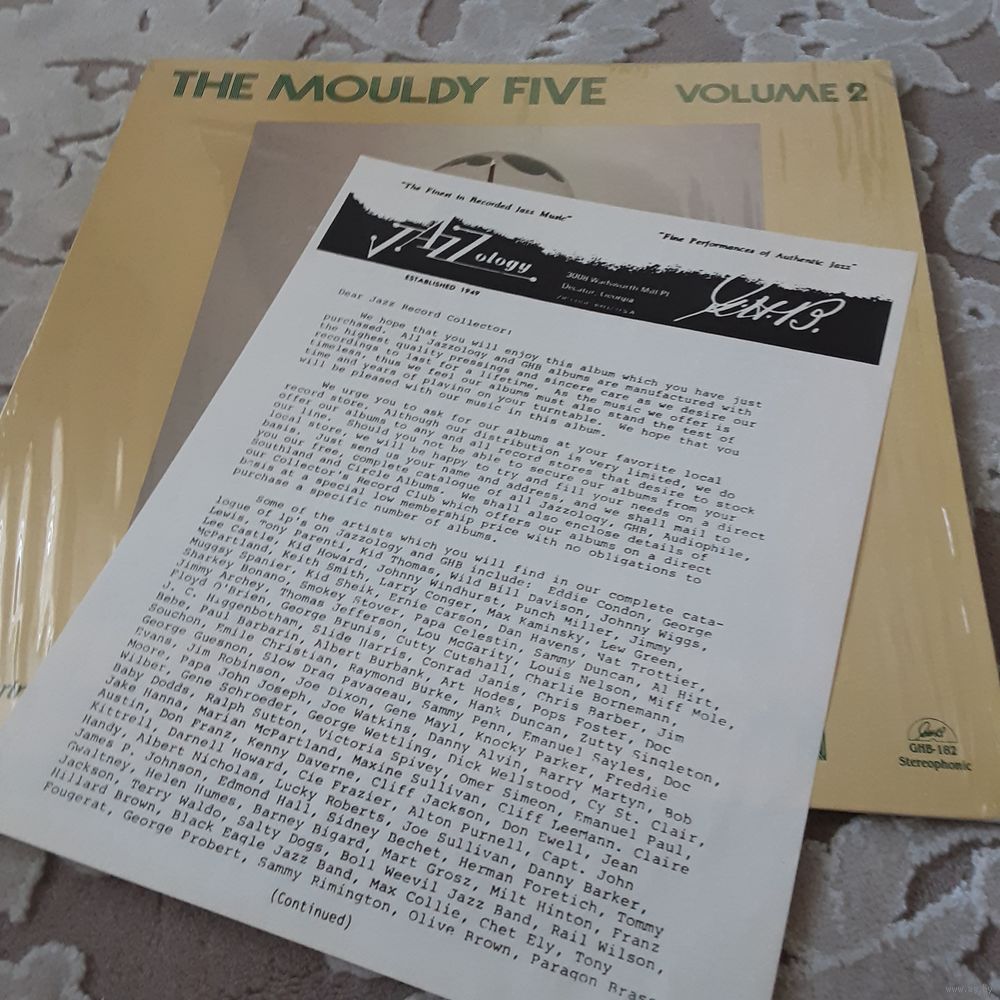 THE MOULDY FIVE VOLUME 2
"The Finest in Recorded Jazz Music"
"Fine Performances of Authentic Jazz"
JAZZology
GHB.
ESTABLISHED 1949
3008 Wadsworth Mill Pl
Decatur, Georgia
Dear Jazz Record Collector:
We hope that you will enjoy this album which you have just
purchased. All Jazzology and GHB albums are manufactured with
the highest quality pressings and sincere care as we desire our
recordings to last for a lifetime. As the music we offer is
timeless, thus we feel our albums must also stand the test of
time and years of playing on your turntable. We hope that you
will be pleased with our music in this album.
We urge you to ask for our albums at your favorite local
record store. Although our distribution is very limited, we do
offer our albums to any and all record stores that desire to stock
our line. Should you not be able to secure our albums from your
local store, we will be happy to try and fill your needs on a direct
basis. Just send us your name and address, and we shall mail to
you our free, complete catalogue of all Jazzology, GHB, Audiophile,
Southland and Circle Albums. We shall also enclose details of
our Collector's Record Club which offers our albums on a direct
basis at a special low membership price with no obligations to
purchase a specific number of albums.
Some of the artists which you will find in our complete cata-
logue of lp's on Jazzology and GHB include: Eddie Condon, George
Lewis, Tony Parenti, Kid Thomas, Wild Bill Davison, Johnny Wiggs,
Lee Castle, Kid Howard, Johnny Windhurst, Punch Miller, Jimmy
McPartland, Keith Smith, Larry Conger, Max Kaminsky, Lew Green,
Muggsy Spanier, Kid Sheik, Ernie Carson, Dan Havens, Nat Trottier,
Sharkey Bonano, Smokey Stover, Papa Celestin, Sammy Duncan, Al Hirt,
Jimmy Archey, Thomas Jefferson, Lou McGarity, Louis Nelson, Miff Mole,
Floyd O'Brien, George Brunis, Cutty Cutshall, Charlie Bornemann,
J. C. Higgenbotham, Slide Harris, Conrad Janis, Chris Barber, Jim
Bebe, Paul Barbarin, Albert Burbank, Art Hodes, Pops Foster, Doc
Souchon, Emile Christian, Raymond Burke, Hank Duncan, Zutty Singleton,
George Guesnon, Slow Drag Pavageau, Sammy Penn, Emanuel Sayles, Doc
Evans, Jim Robinson, Joe Dixon, Gene Mayl, Knocky Parker, Freddie
Moore, Papa John Joseph, Joe Watkins, Danny Alvin, Barry Martyn, Bob
Wilber, Gene Schroeder, George Wettling, Dick Wellstood, Cy St. Clair,
Baby Dodds, Ralph Sutton, Victoria Spivey, Omer Simeon, Emanuel Paul,
Jake Hanna, Marian McPartland, Maxine Sullivan, Cliff Leemann. Claire
Austin, Don Franz, Kenny Daverne, Cliff Jackson, Don Ewell, Jean
Kittrell, Darnell Howard, Cie Frazier, Alton Purnell, Capt. John
Handy, Albert Nicholas, Lucky Roberts, Joe Sullivan, Danny Barker,
James P. Johnson, Edmond Hall, Sidney Bechet, Herman Foretich, Tommy
Gwaltney, Helen Humes, Barney Bigard, Mart Grosz, Milt Hinton, Franz
Jackson, Terry Waldo, Salty Dogs, Boll Weevil Jazz Band, Rail Wilson,
Hillard Brown, Black Eagle Jazz Band, Max Collie, Chet Ely, Tony
Fougerat, George Probert, Sammy Rimington, Olive Brown, Paragon Brass
(Continued)
GHB-182
Stereophonic